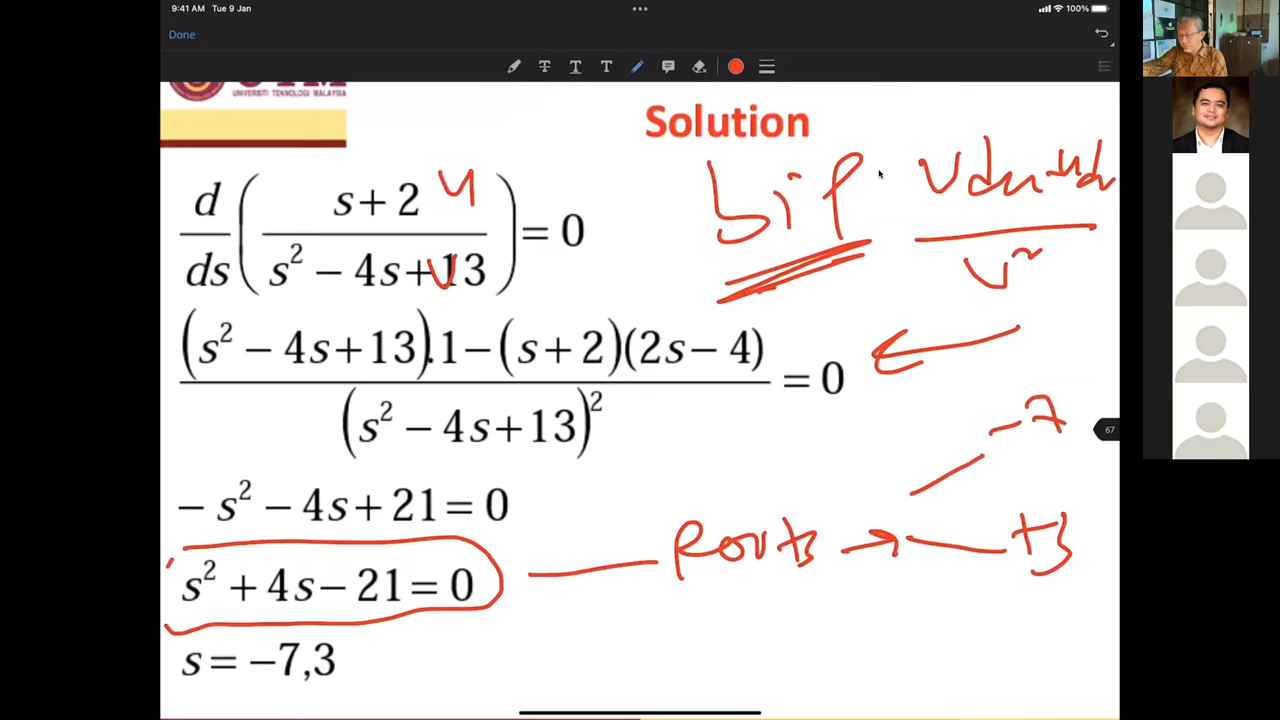 9:41 AM Tue 9 Jan
100%
Done
UNIVERSITI TEKNOLOGI MALAYSIA
Solution
d/ds ( (s + 2) / (s² − 4s + 13) ) = 0
u
v
bip
vdu - udv
v²
( (s² − 4s + 13).1 − (s + 2)(2s − 4) ) / (s² − 4s + 13)² = 0
-7
67
− s² − 4s + 21 = 0
Roots → +3
s² + 4s − 21 = 0
s = −7,3